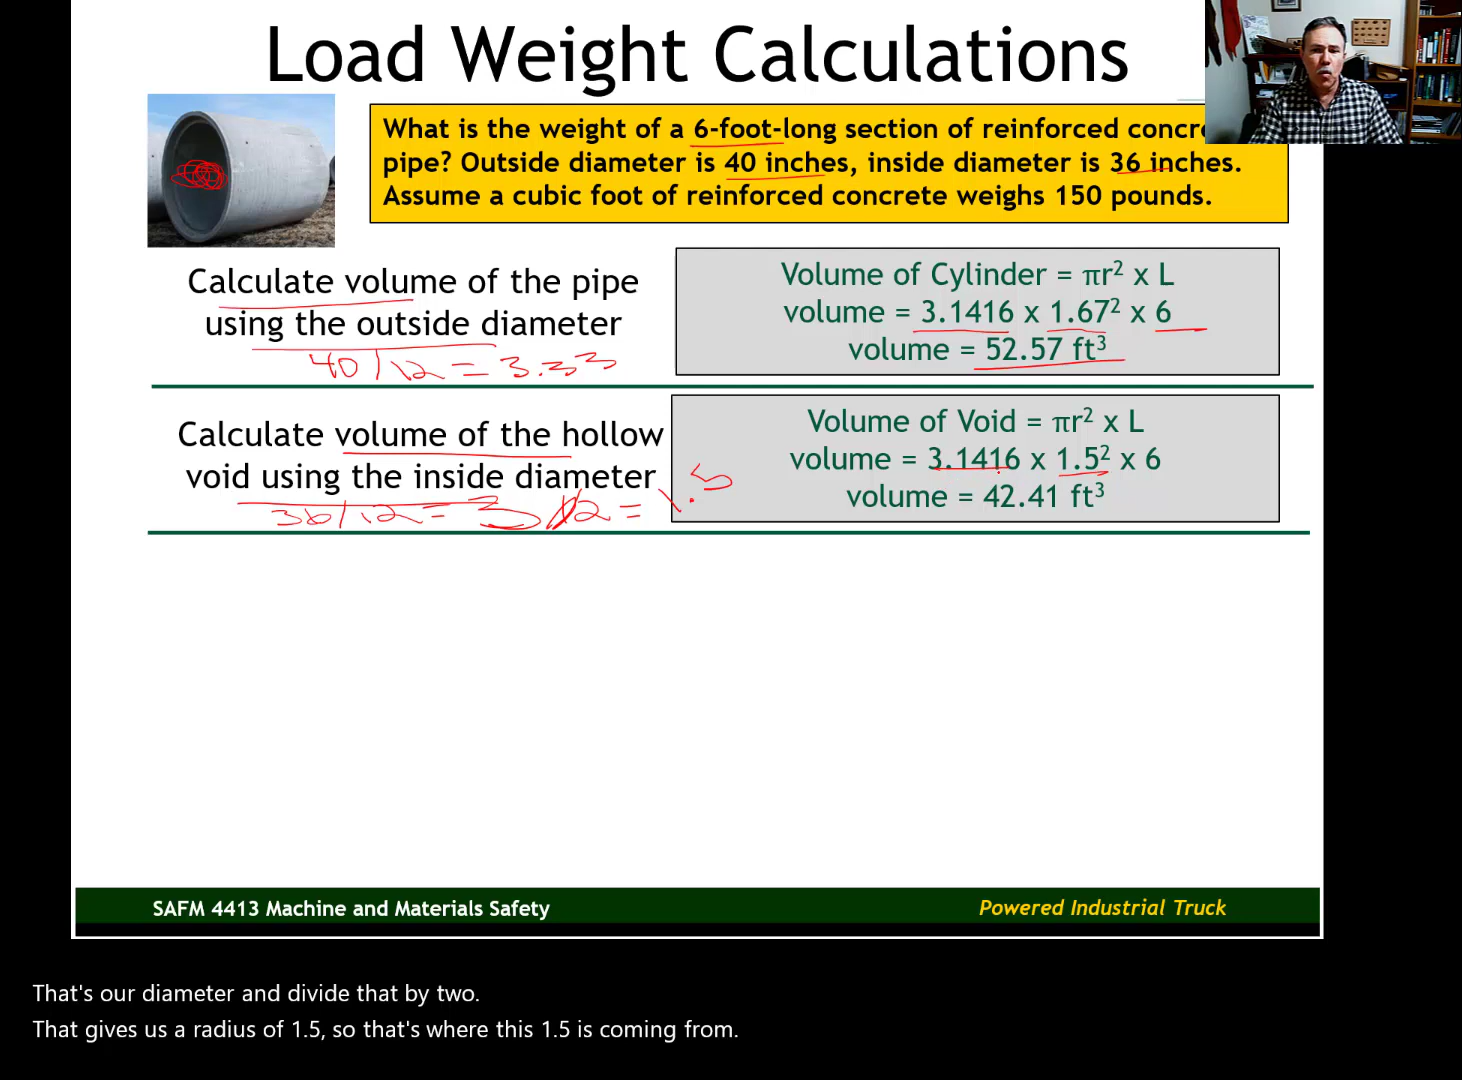 Load Weight Calculations
What is the weight of a 6-foot-long section of reinforced
pipe? Outside diameter is 40 inches, inside diameter is 36 inches.
Assume a cubic foot of reinforced concrete weighs 150 pounds.
Calculate volume of the pipe
using the outside diameter
40/12 = 3.33
Volume of Cylinder = πr² x L
volume = 3.1416 x 1.67² x 6
volume = 52.57 ft³
Calculate volume of the hollow
void using the inside diameter
36/12 = 3/2 = 1.5
Volume of Void = πr² x L
volume = 3.1416 x 1.5² x 6
volume = 42.41 ft³
SAFM 4413 Machine and Materials Safety
Powered Industrial Truck
That's our diameter and divide that by two.
That gives us a radius of 1.5, so that's where this 1.5 is coming from.